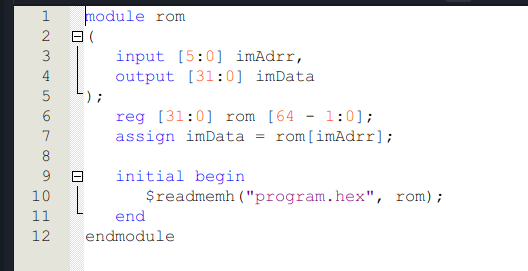 1 module rom
2 (
3 input [5:0] imAdrr,
4 output [31:0] imData
5 );
6 reg [31:0] rom [64 - 1:0];
7 assign imData = rom[imAdrr];
8
9 initial begin
10 $readmemh("program.hex", rom);
11 end
12 endmodule